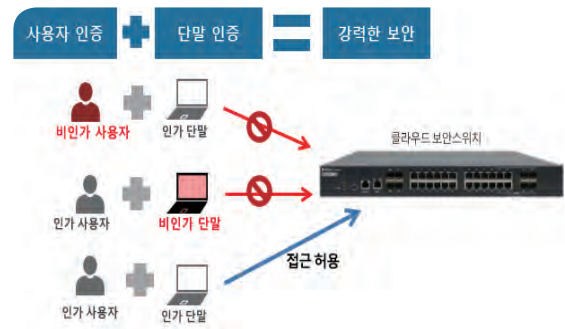 사용자 인증
단말 인증
강력한 보안
비인가 사용자
인가 단말
클라우드 보안스위치
인가 사용자
비인가 단말
접근 허용
인가 사용자
인가 단말